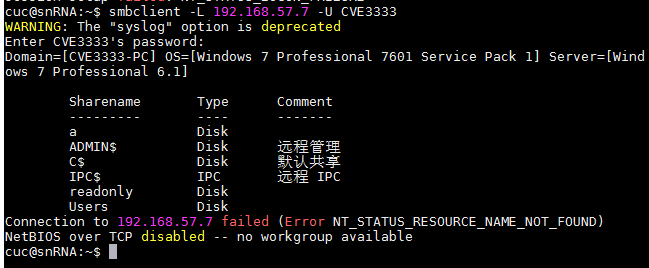 cuc@snRNA:~$ smbclient -L 192.168.57.7 -U CVE3333
WARNING: The "syslog" option is deprecated
Enter CVE3333's password:
Domain=[CVE3333-PC] OS=[Windows 7 Professional 7601 Service Pack 1] Server=[Wind
ows 7 Professional 6.1]
Sharename Type Comment
--------- ---- -------
a Disk
ADMIN$ Disk 远程管理
C$ Disk 默认共享
IPC$ IPC 远程 IPC
readonly Disk
Users Disk
Connection to 192.168.57.7 failed (Error NT_STATUS_RESOURCE_NAME_NOT_FOUND)
NetBIOS over TCP disabled -- no workgroup available
cuc@snRNA:~$